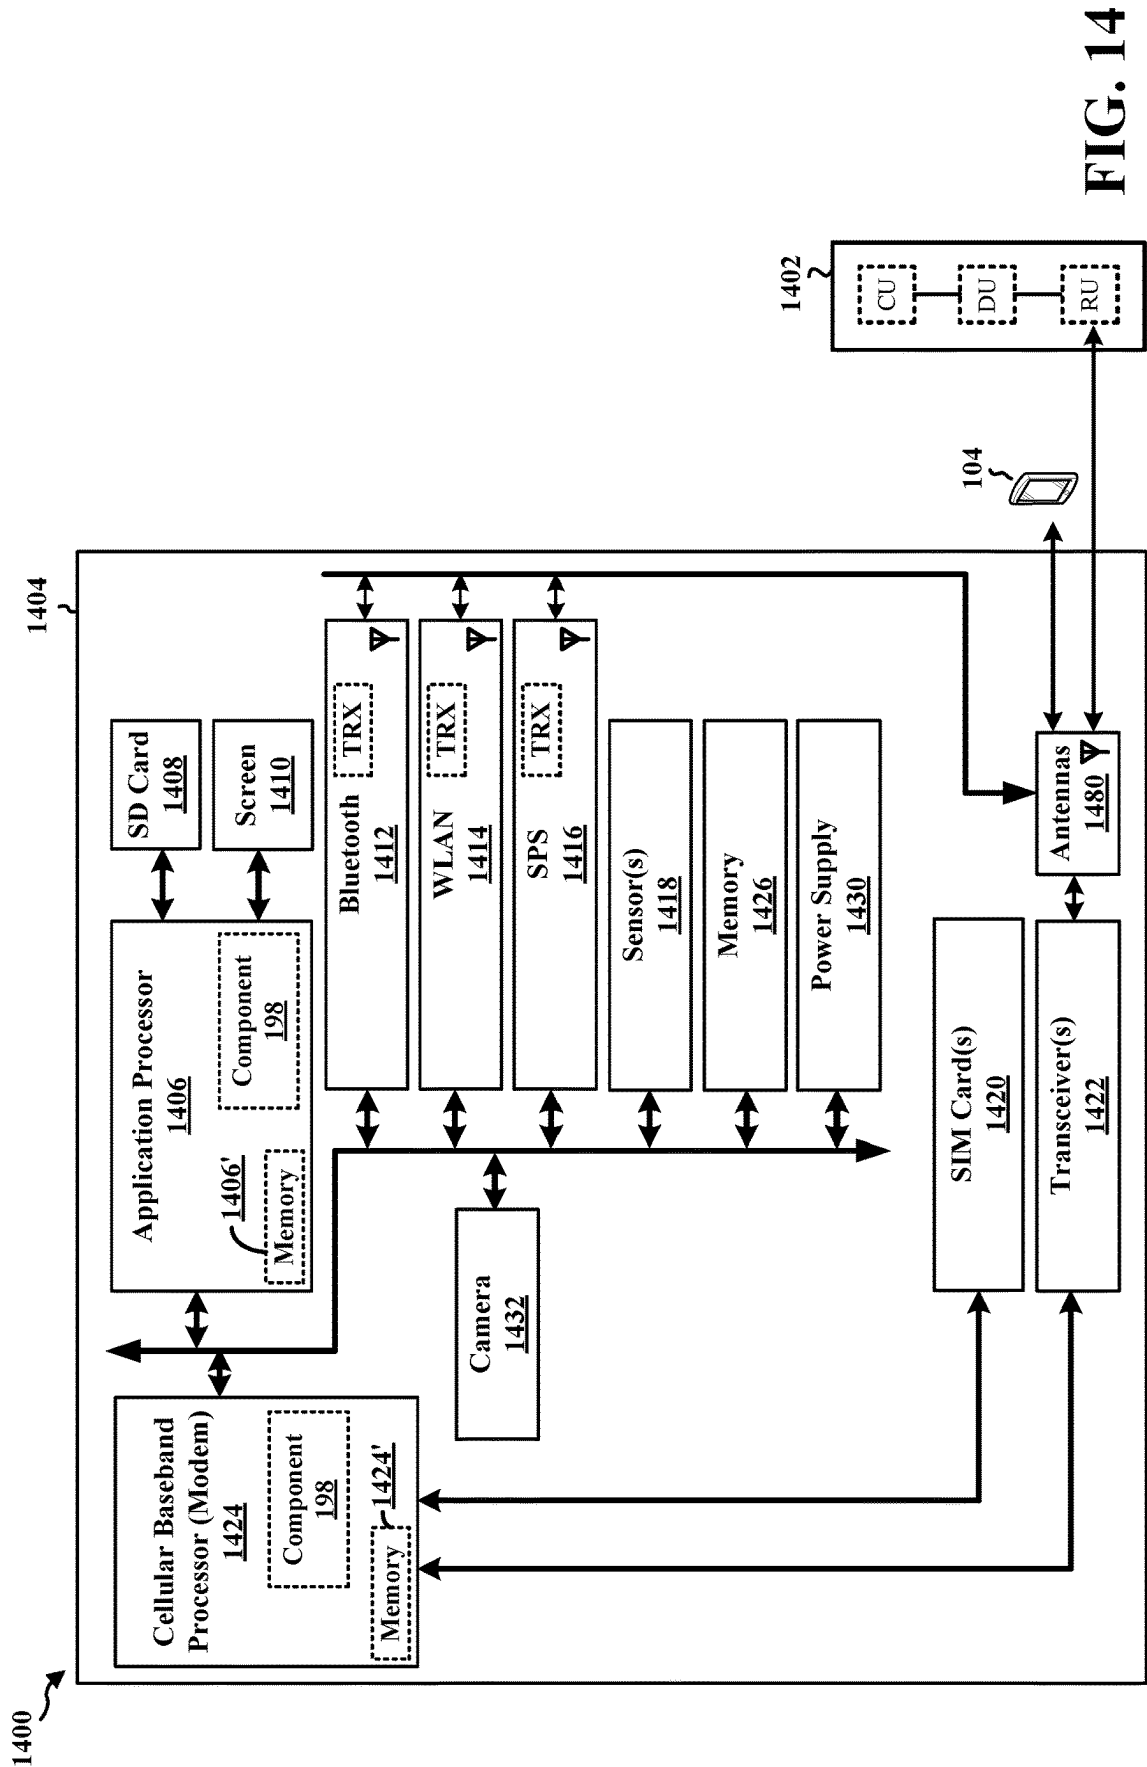 1400
1404
Cellular Baseband
Processor (Modem)
1424
Component
198
Memory
1424'
Application Processor
1406
Component
198
1406'
Memory
SD Card
1408
Screen
1410
Bluetooth
1412
TRX
WLAN
1414
TRX
SPS
1416
TRX
Camera
1432
Sensor(s)
1418
Memory
1426
Power Supply
1430
SIM Card(s)
1420
Transceiver(s)
1422
Antennas
1480
104
1402
CU
DU
RU
FIG. 14